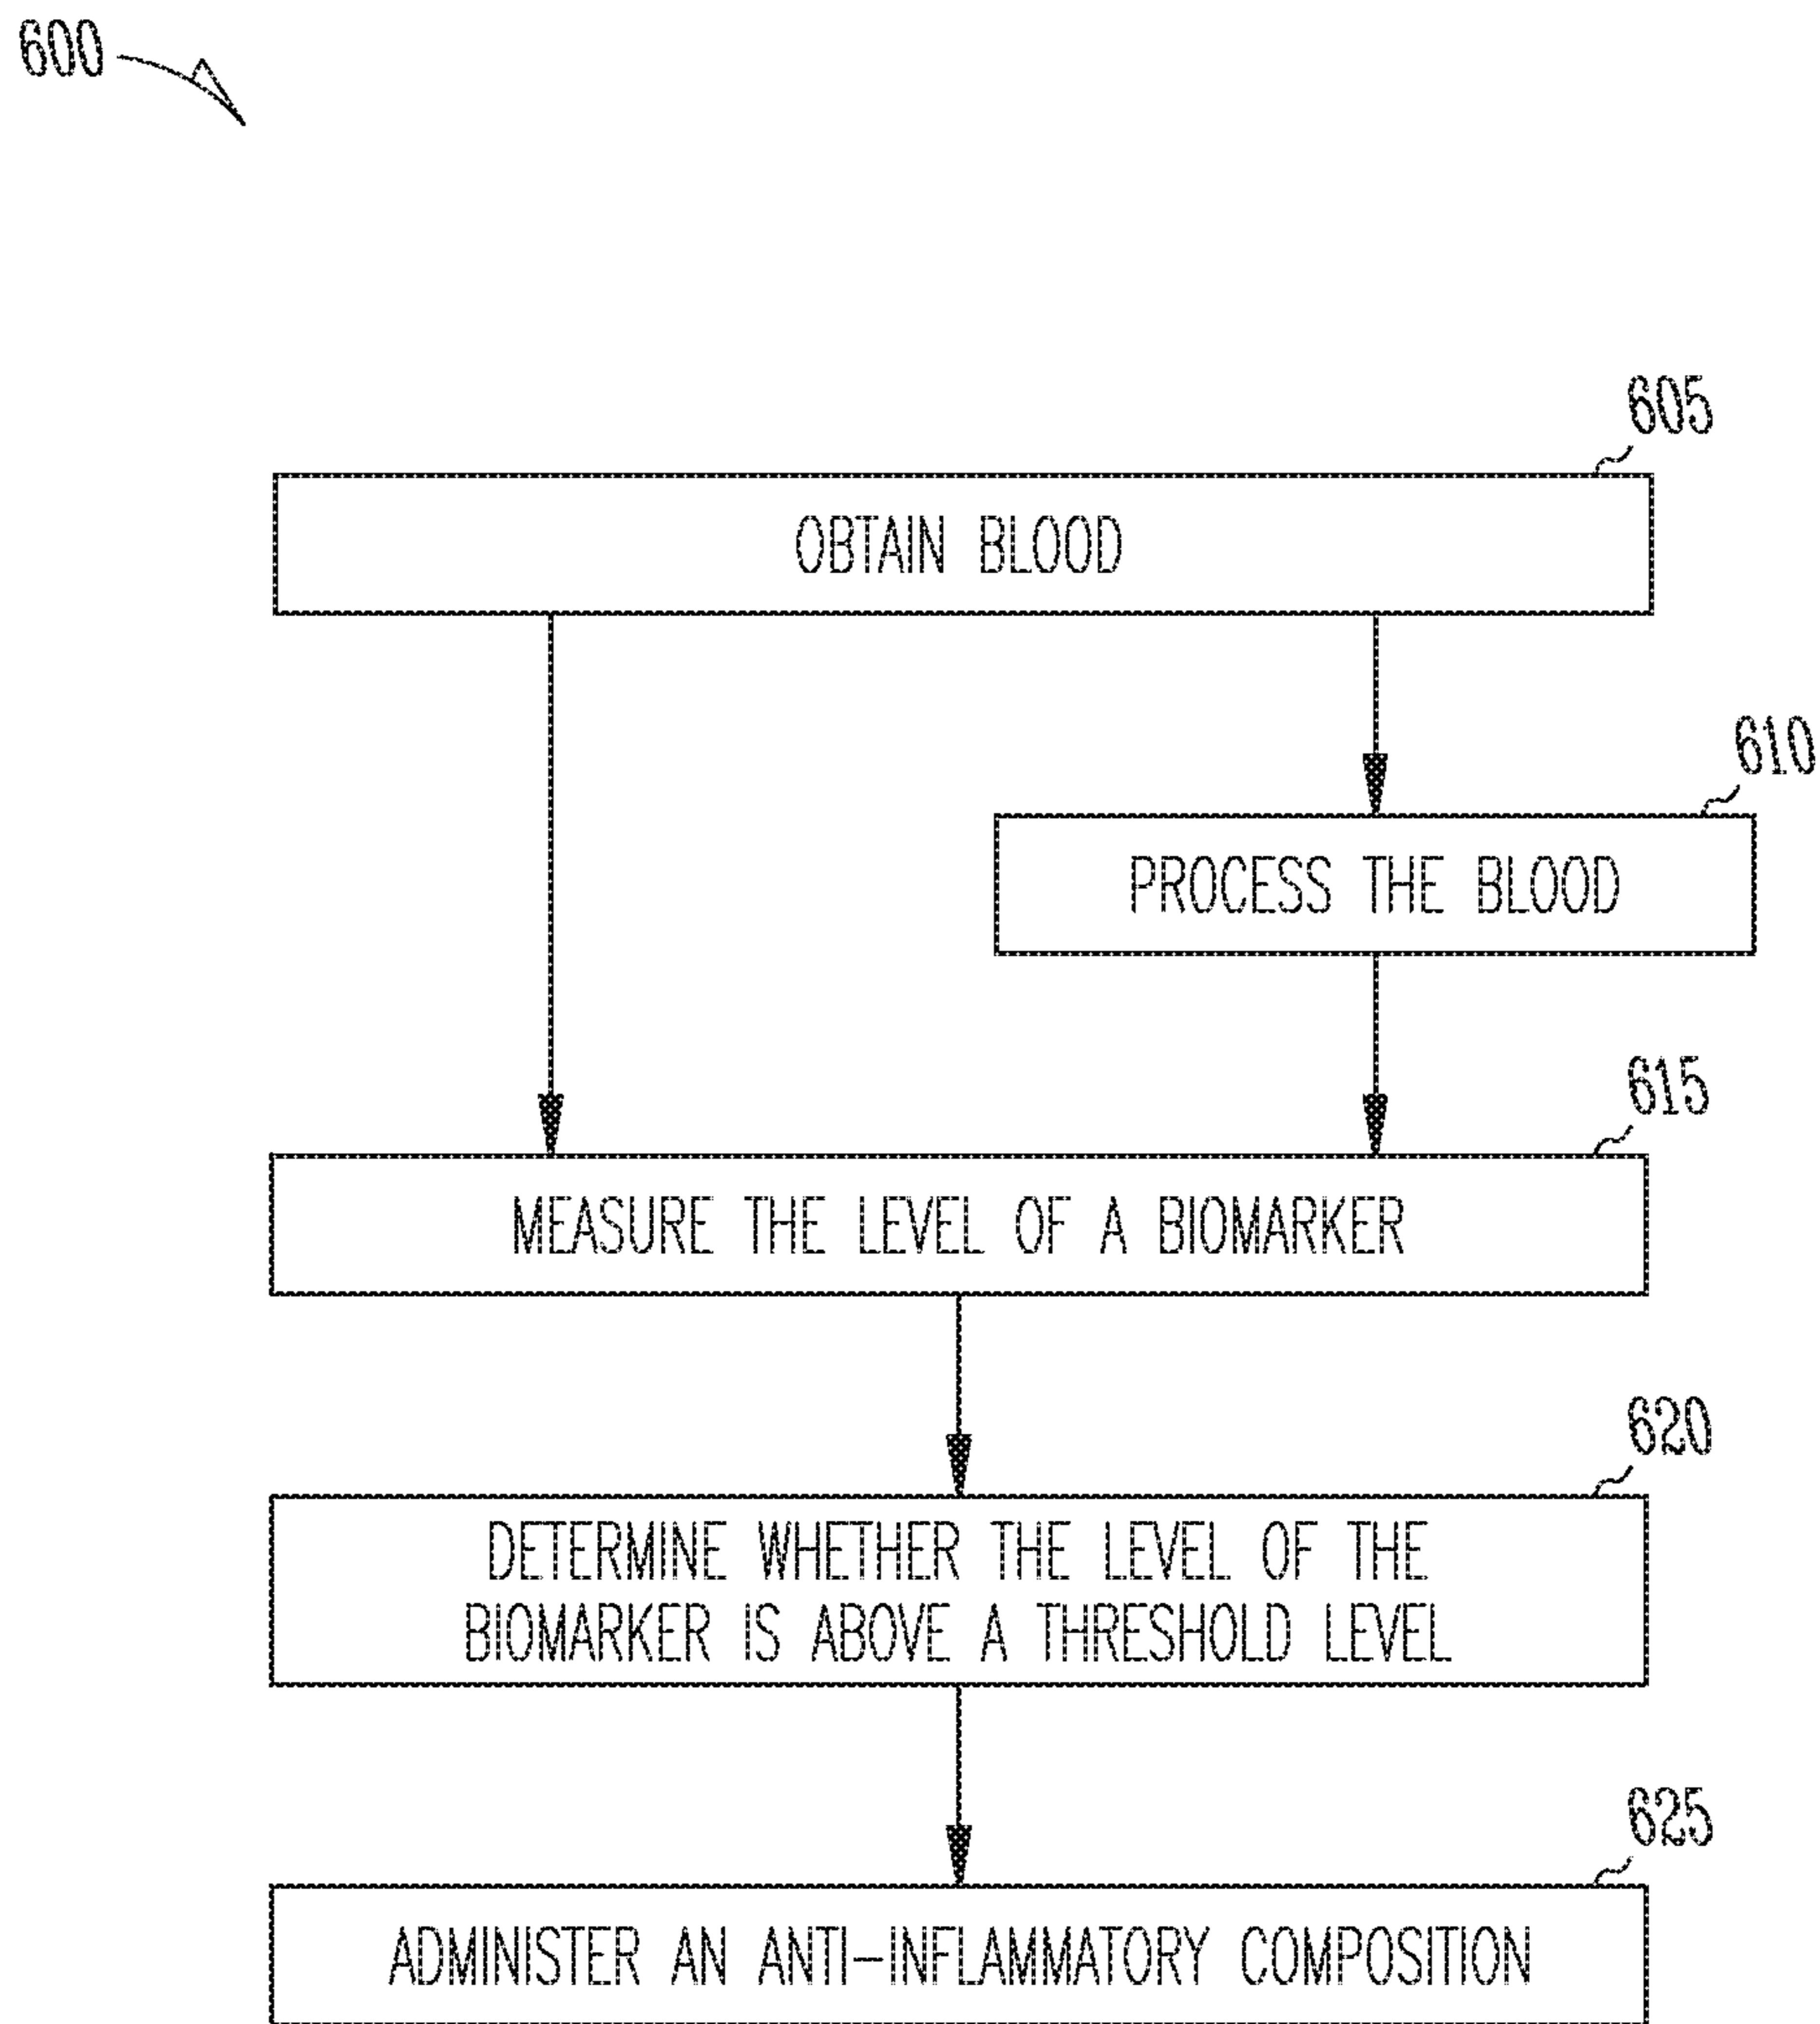 600
605
OBTAIN BLOOD
610
PROCESS THE BLOOD
615
MEASURE THE LEVEL OF A BIOMARKER
620
DETERMINE WHETHER THE LEVEL OF THE
BIOMARKER IS ABOVE A THRESHOLD LEVEL
625
ADMINISTER AN ANTI-INFLAMMATORY COMPOSITION